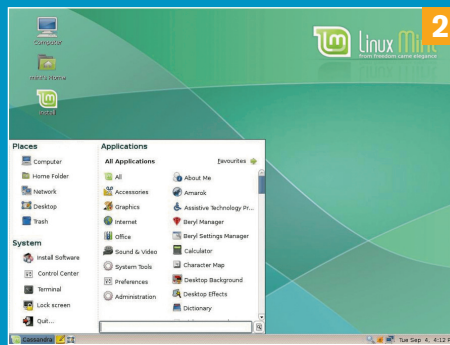 2
Computer
mint's Home
Install
Linux Mint
from freedom came elegance
Places
Computer
Home Folder
Network
Desktop
Trash
System
Install Software
Control Center
Terminal
Lock screen
Quit...
Applications
All Applications
Favourites
All
Accessories
Graphics
Internet
Office
Sound & Video
System Tools
Preferences
Administration
About Me
Amarok
Assistive Technology Pr...
Beryl Manager
Beryl Settings Manager
Calculator
Character Map
Desktop Background
Desktop Effects
Dictionary
Cassandra
Tue Sep 4, 4:12 P